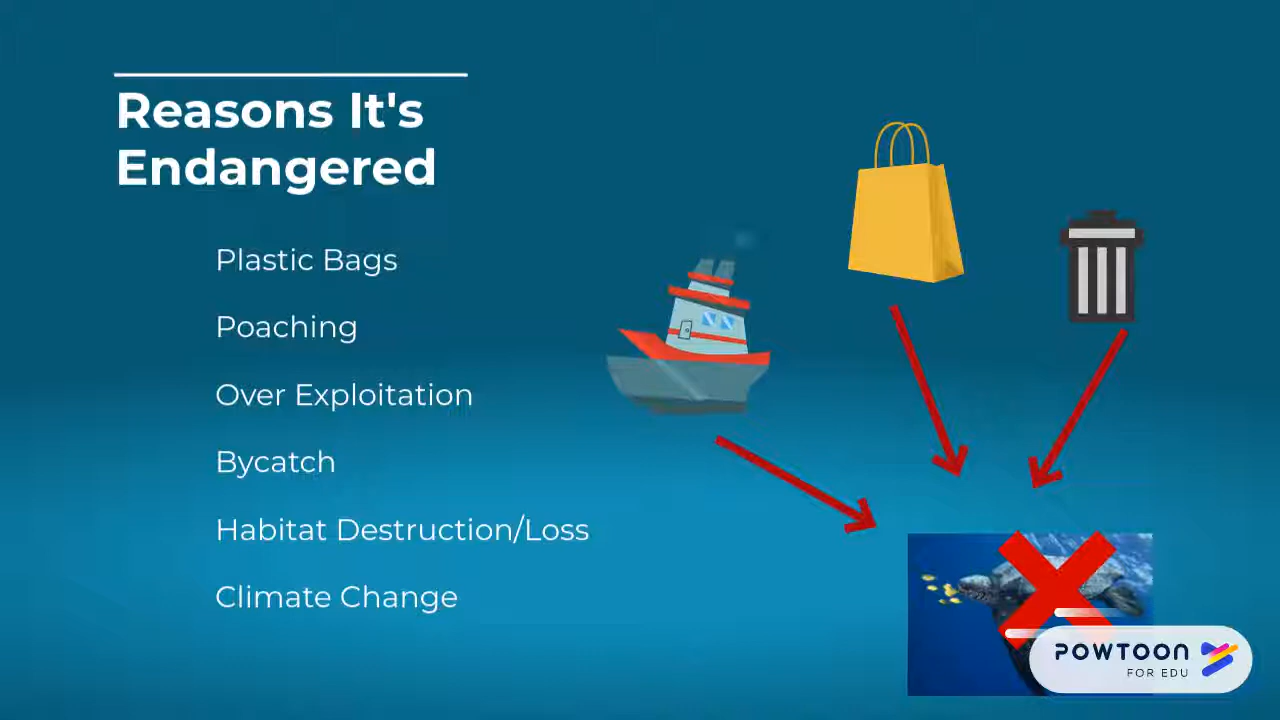 Reasons It's
Endangered
Plastic Bags
Poaching
Over Exploitation
Bycatch
Habitat Destruction/Loss
Climate Change
POWTOON
FOR EDU